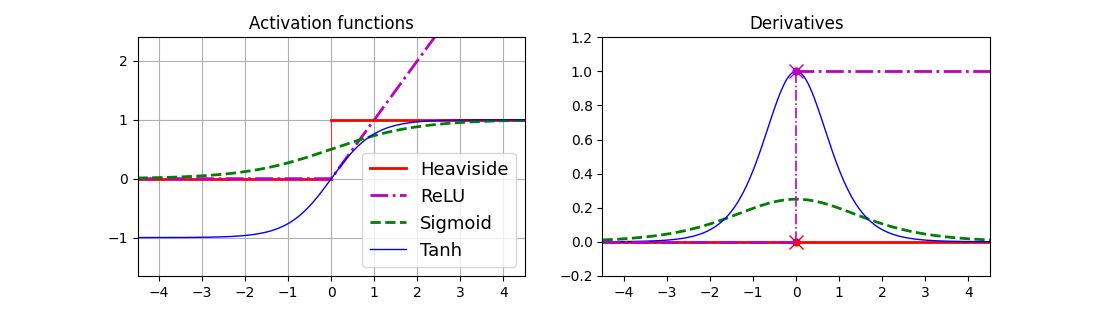 Activation functions
2
1
0
−1
−4 −3 −2 −1 0 1 2 3 4
Heaviside
ReLU
Sigmoid
Tanh
Derivatives
1.2
1.0
0.8
0.6
0.4
0.2
0.0
−0.2
−4 −3 −2 −1 0 1 2 3 4